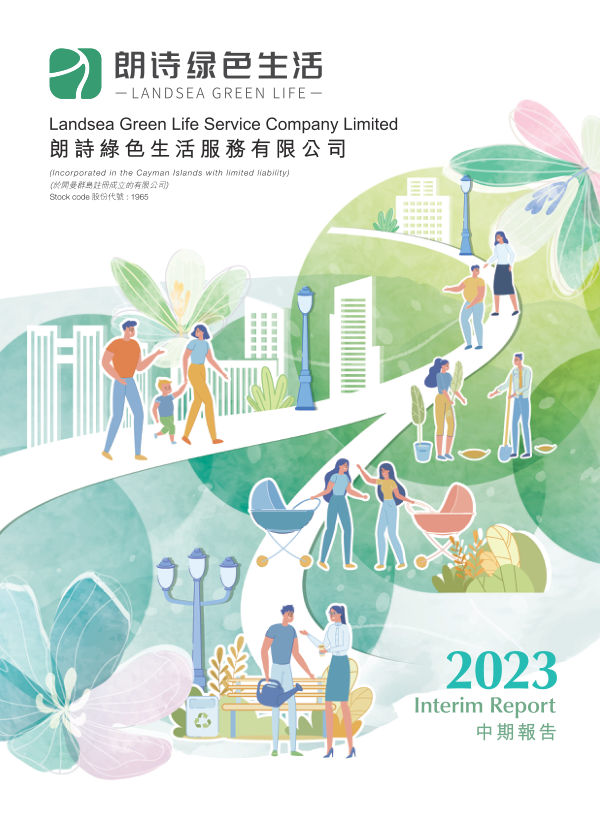 朗诗绿色生活
LANDSEA GREEN LIFE
Landsea Green Life Service Company Limited
朗詩綠色生活服務有限公司
(Incorporated in the Cayman Islands with limited liability)
(於開曼群島註冊成立的有限公司)
Stock code 股份代號 : 1965
2023
Interim Report
中期報告